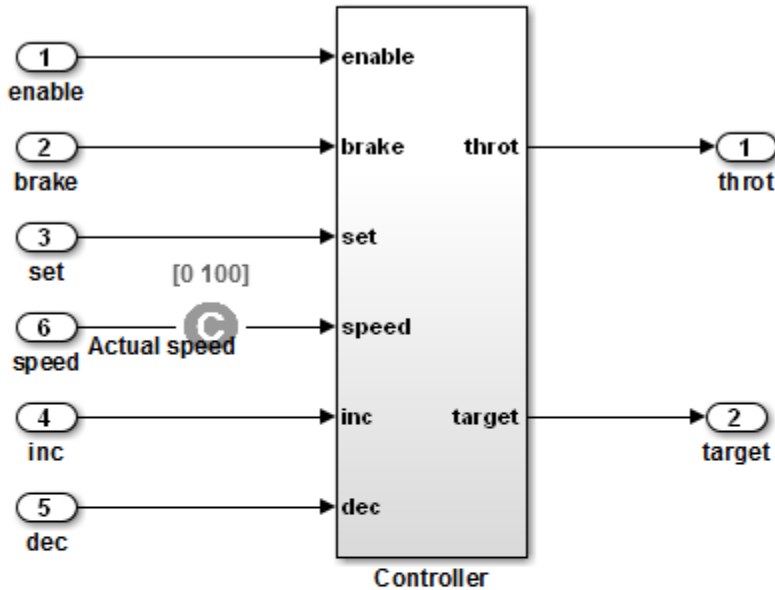 1
enable
enable
2
brake
brake
throt
1
throt
3
set
set
[0 100]
6
speed
Actual speed
C
speed
4
inc
inc
target
2
target
5
dec
dec
Controller